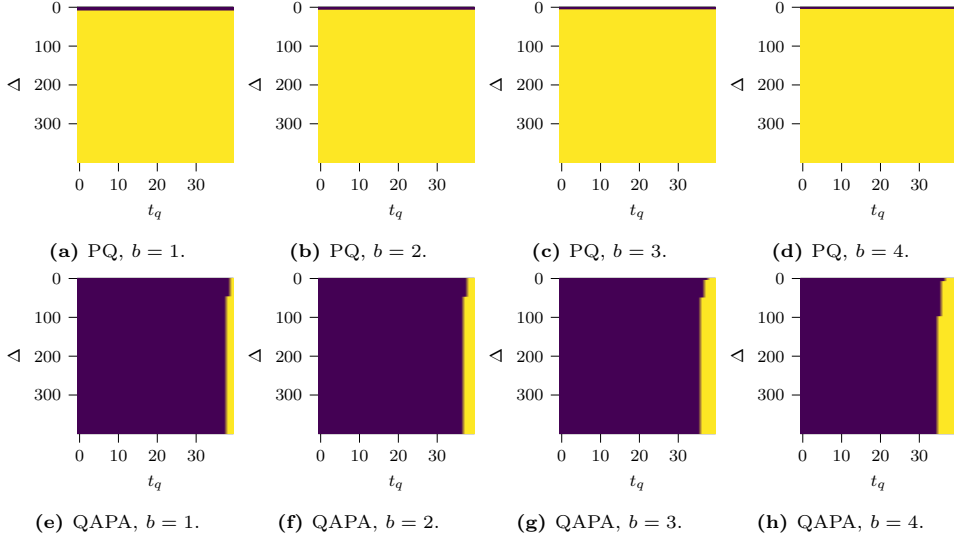 0
100
200
300
Δ
0 10 20 30
t_q
(a) PQ, b = 1.
0
100
200
300
Δ
0 10 20 30
t_q
(b) PQ, b = 2.
0
100
200
300
Δ
0 10 20 30
t_q
(c) PQ, b = 3.
0
100
200
300
Δ
0 10 20 30
t_q
(d) PQ, b = 4.
0
100
200
300
Δ
0 10 20 30
t_q
(e) QAPA, b = 1.
0
100
200
300
Δ
0 10 20 30
t_q
(f) QAPA, b = 2.
0
100
200
300
Δ
0 10 20 30
t_q
(g) QAPA, b = 3.
0
100
200
300
Δ
0 10 20 30
t_q
(h) QAPA, b = 4.